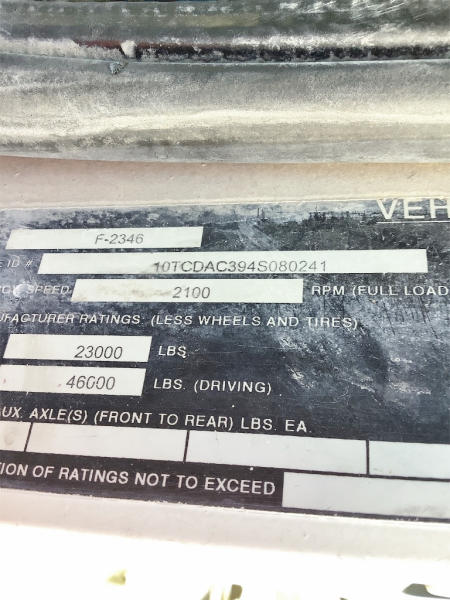 VEH
F-2346
E ID # 10TCDAC394S080241
SPEED 2100 RPM (FULL LOAD
UFACTURER RATINGS: (LESS WHEELS AND TIRES)
23000 LBS.
46000 LBS. (DRIVING)
AUX. AXLE(S) (FRONT TO REAR) LBS. EA.
TION OF RATINGS NOT TO EXCEED